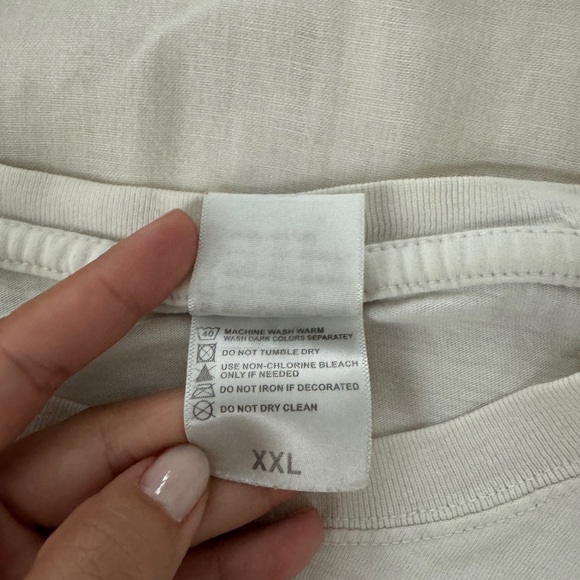 40 MACHINE WASH WARM
WASH DARK COLORS SEPARATEY
DO NOT TUMBLE DRY
USE NON-CHLORINE BLEACH
ONLY IF NEEDED
DO NOT IRON IF DECORATED
DO NOT DRY CLEAN
XXL